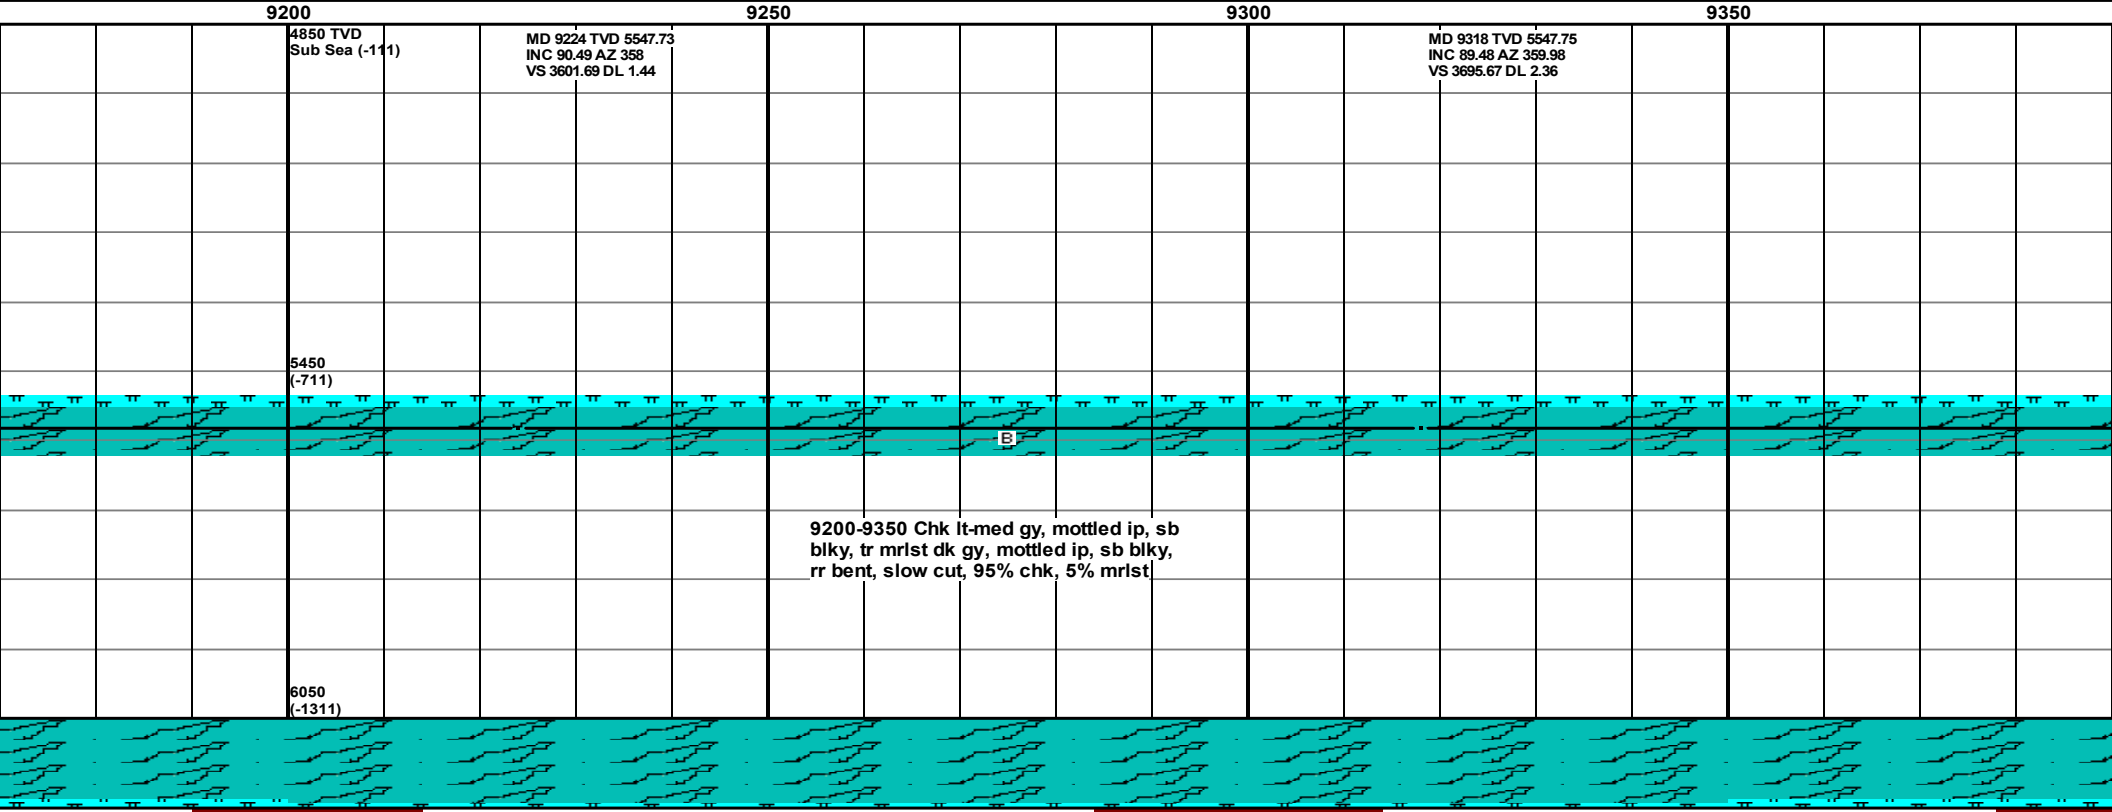 9200 9250 9300 9350
4850 TVD
Sub Sea (-111)
MD 9224 TVD 5547.73
INC 90.49 AZ 358
VS 3601.69 DL 1.44
MD 9318 TVD 5547.75
INC 89.48 AZ 359.98
VS 3695.67 DL 2.36
5450
(-711)
B
9200-9350 Chk lt-med gy, mottled ip, sb
blky, tr mrlst dk gy, mottled ip, sb blky,
rr bent, slow cut, 95% chk, 5% mrlst
6050
(-1311)